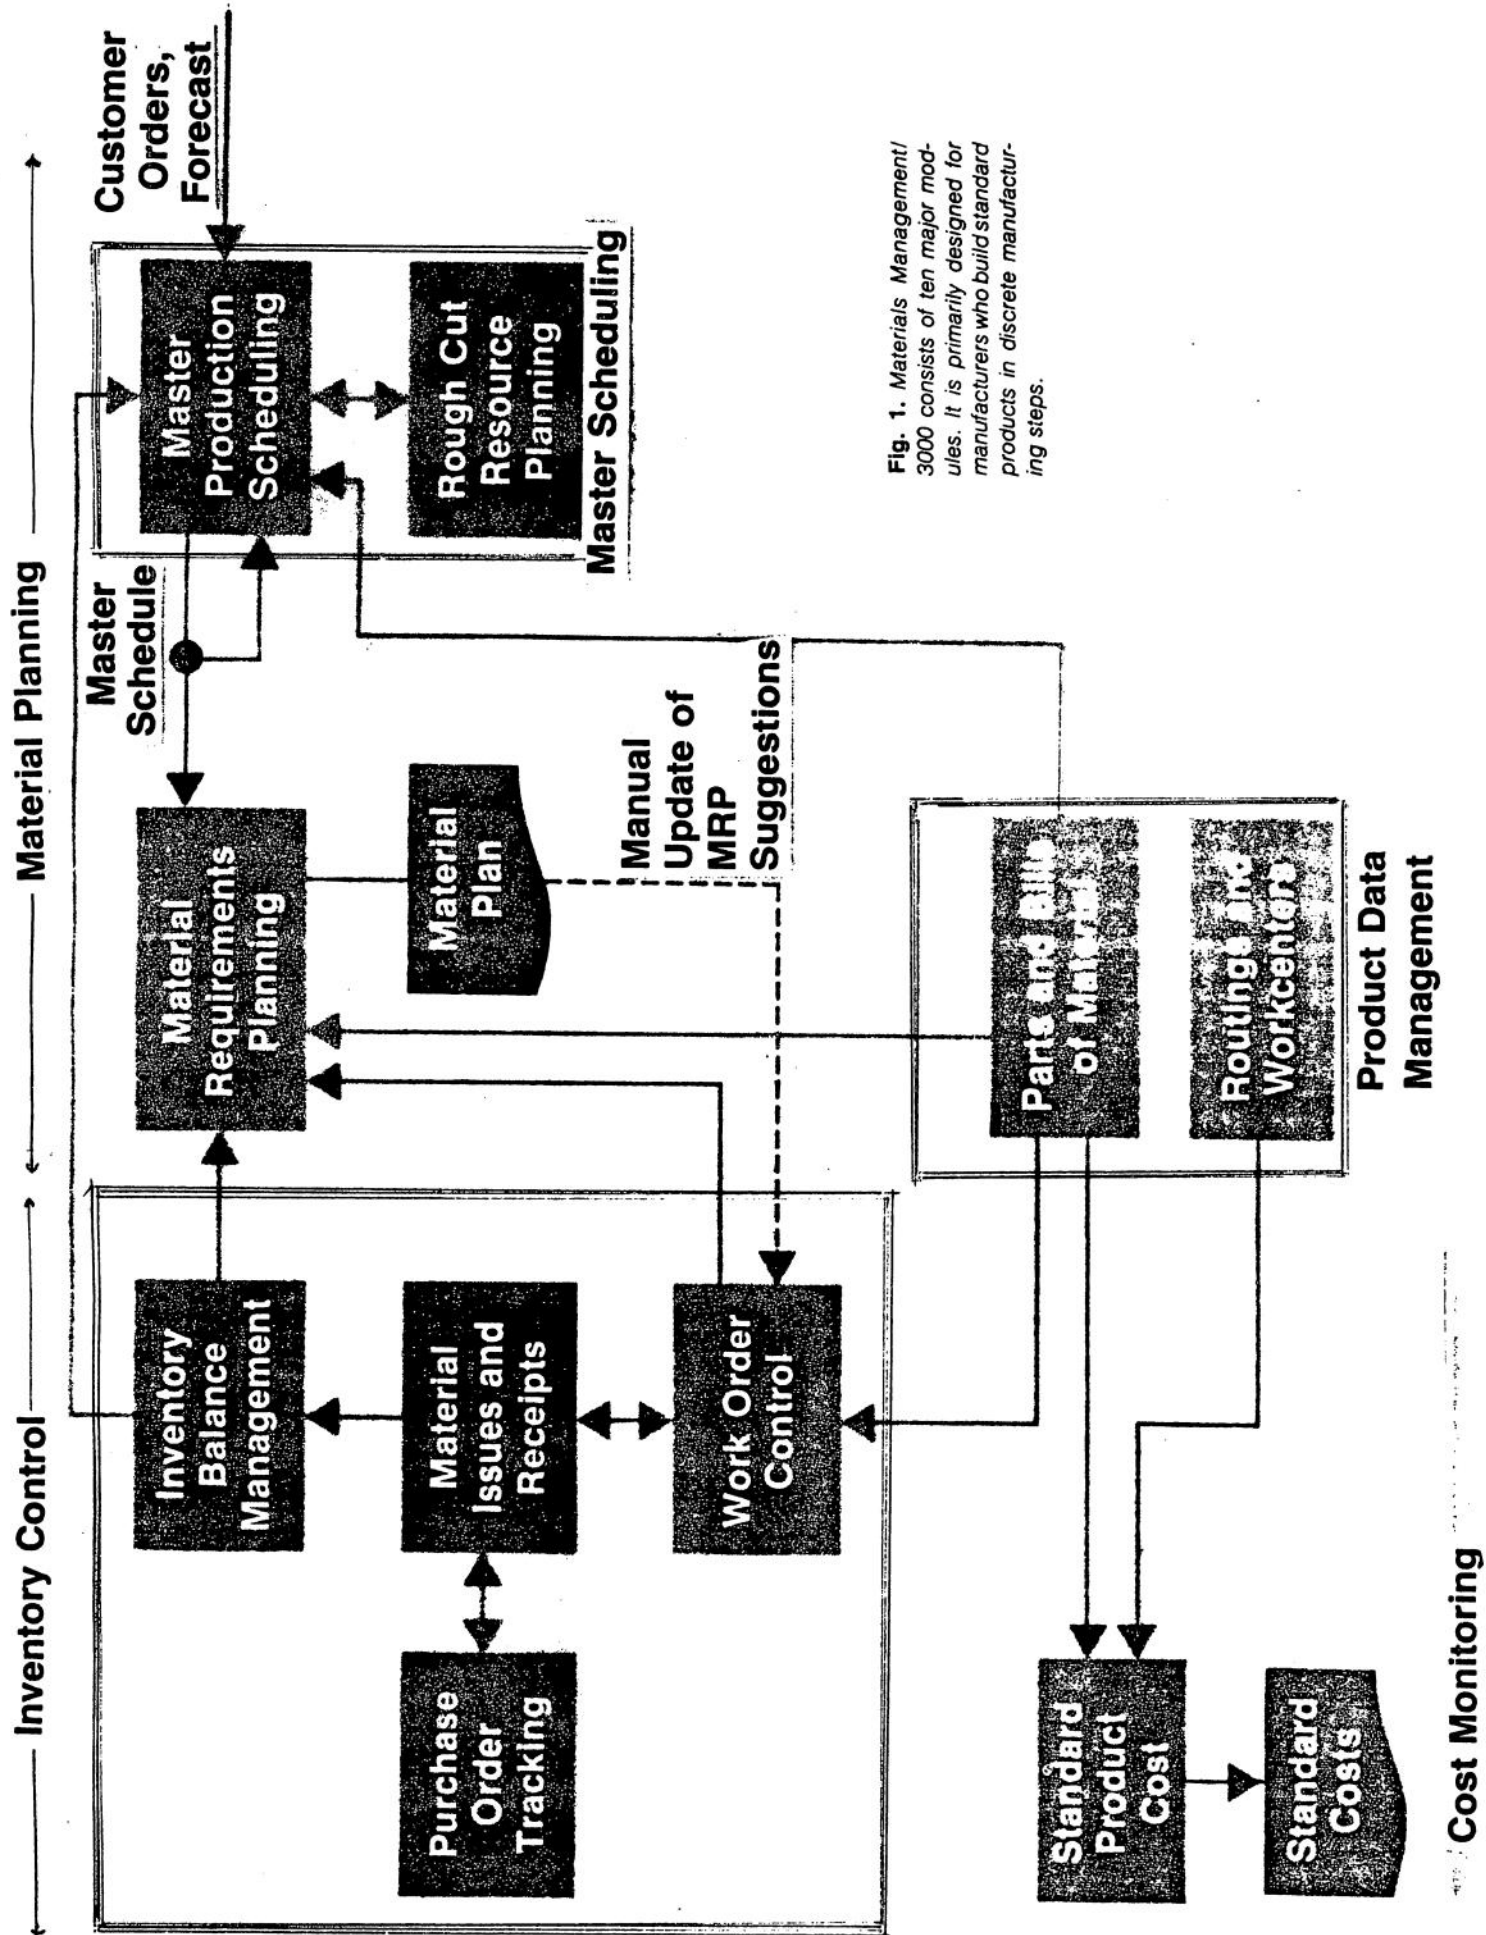 Inventory Control
Material Planning
Customer
Orders,
Forecast
Inventory
Balance
Management
Material
Requirements
Planning
Master
Schedule
Master
Production
Scheduling
Purchase
Order
Tracking
Material
Issues and
Receipts
Material
Plan
Rough Cut
Resource
Planning
Master Scheduling
Work Order
Control
Manual
Update of
MRP
Suggestions
Parts and Bills
of Material
Routing and
Workcenters
Product Data
Management
Standard
Product
Cost
Standard
Costs
Cost Monitoring
Fig. 1. Materials Management/
3000 consists of ten major mod-
ules. It is primarily designed for
manufacturers who build standard
products in discrete manufactur-
ing steps.